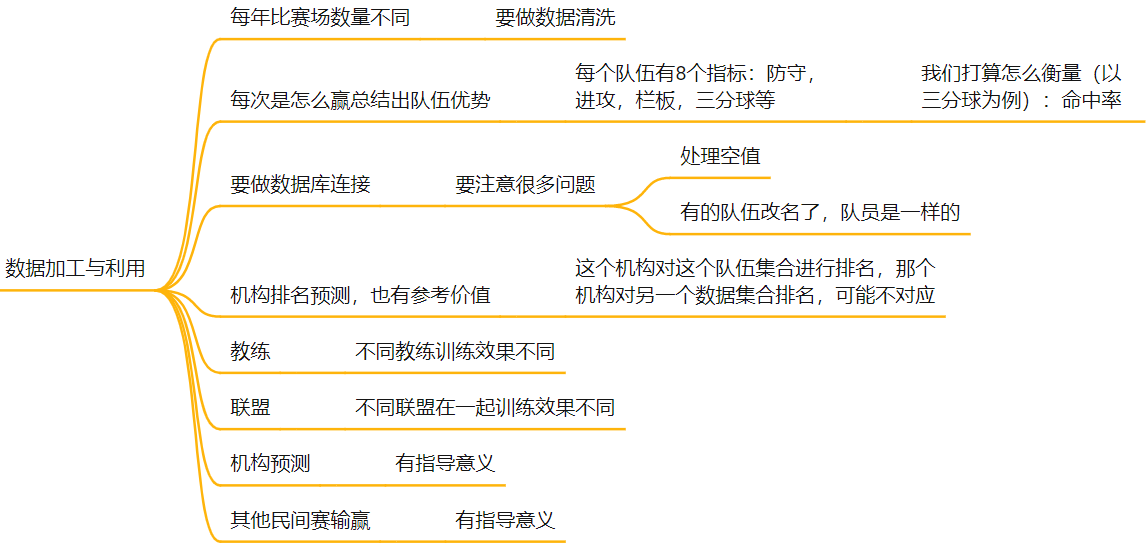 每年比赛场数量不同
要做数据清洗
每次是怎么赢总结出队伍优势
每个队伍有8个指标：防守，
进攻，栏板，三分球等
我们打算怎么衡量（以
三分球为例）：命中率
要做数据库连接
要注意很多问题
处理空值
有的队伍改名了，队员是一样的
数据加工与利用
机构排名预测，也有参考价值
这个机构对这个队伍集合进行排名，那个
机构对另一个数据集合排名，可能不对应
教练
不同教练训练效果不同
联盟
不同联盟在一起训练效果不同
机构预测
有指导意义
其他民间赛输赢
有指导意义